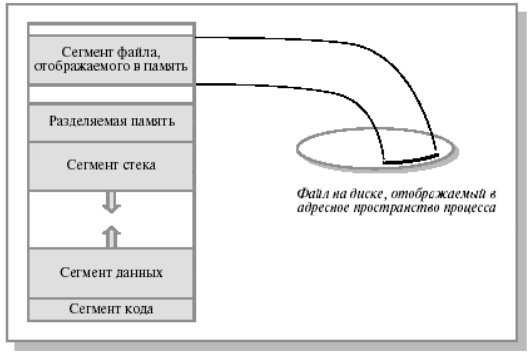 Сегмент файла,
отображаемого в память
Разделяемая память
Сегмент стека
Файл на диске, отображаемый в
адресное пространство процесса
Сегмент данных
Сегмент кода